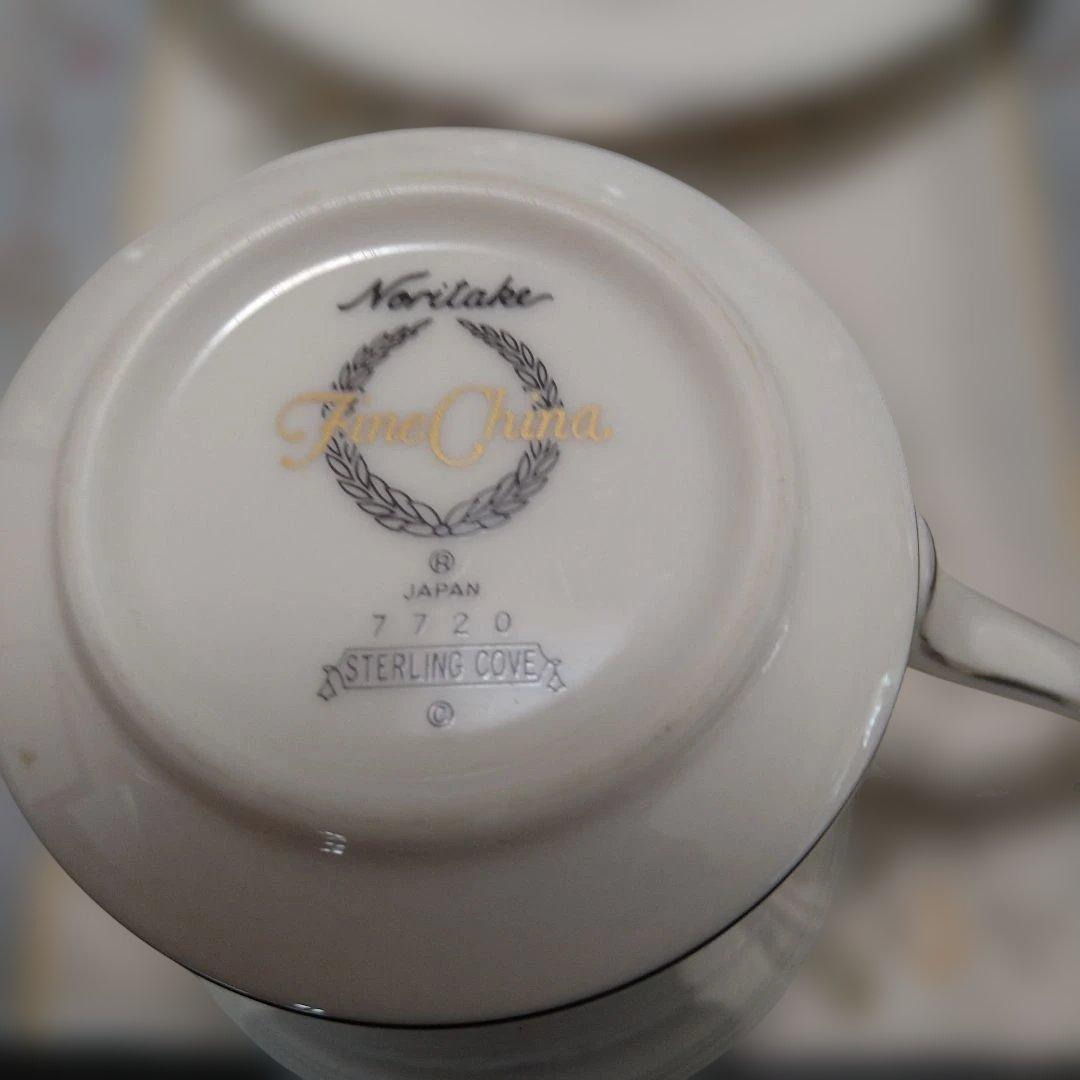 Noritake
Fine China
®
JAPAN
7720
STERLING COVE
©